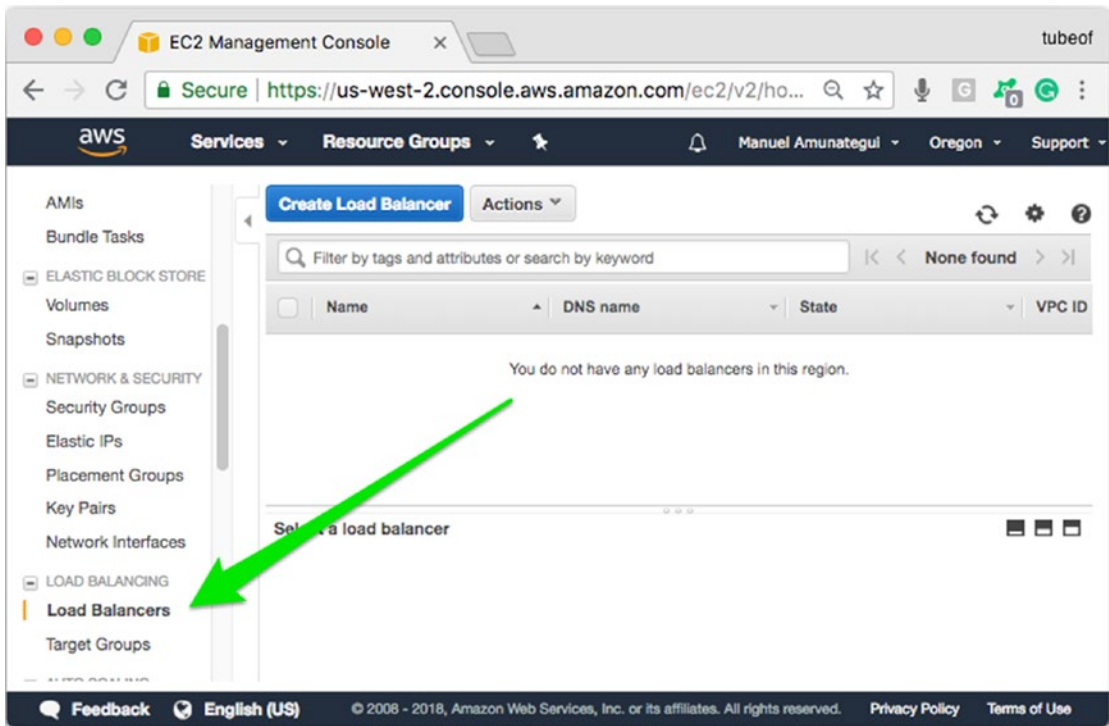 EC2 Management Console
tubeof
Secure https://us-west-2.console.aws.amazon.com/ec2/v2/ho...
G 0 G
aws Services Resource Groups Manuel Amunategui Oregon Support
AMIs
Bundle Tasks
ELASTIC BLOCK STORE
Volumes
Snapshots
NETWORK & SECURITY
Security Groups
Elastic IPs
Placement Groups
Key Pairs
Network Interfaces
LOAD BALANCING
Load Balancers
Target Groups
Create Load Balancer Actions
Filter by tags and attributes or search by keyword None found
Name DNS name State VPC ID
You do not have any load balancers in this region.
Select a load balancer
Feedback English (US) © 2008 - 2018, Amazon Web Services, Inc. or its affiliates. All rights reserved. Privacy Policy Terms of Use